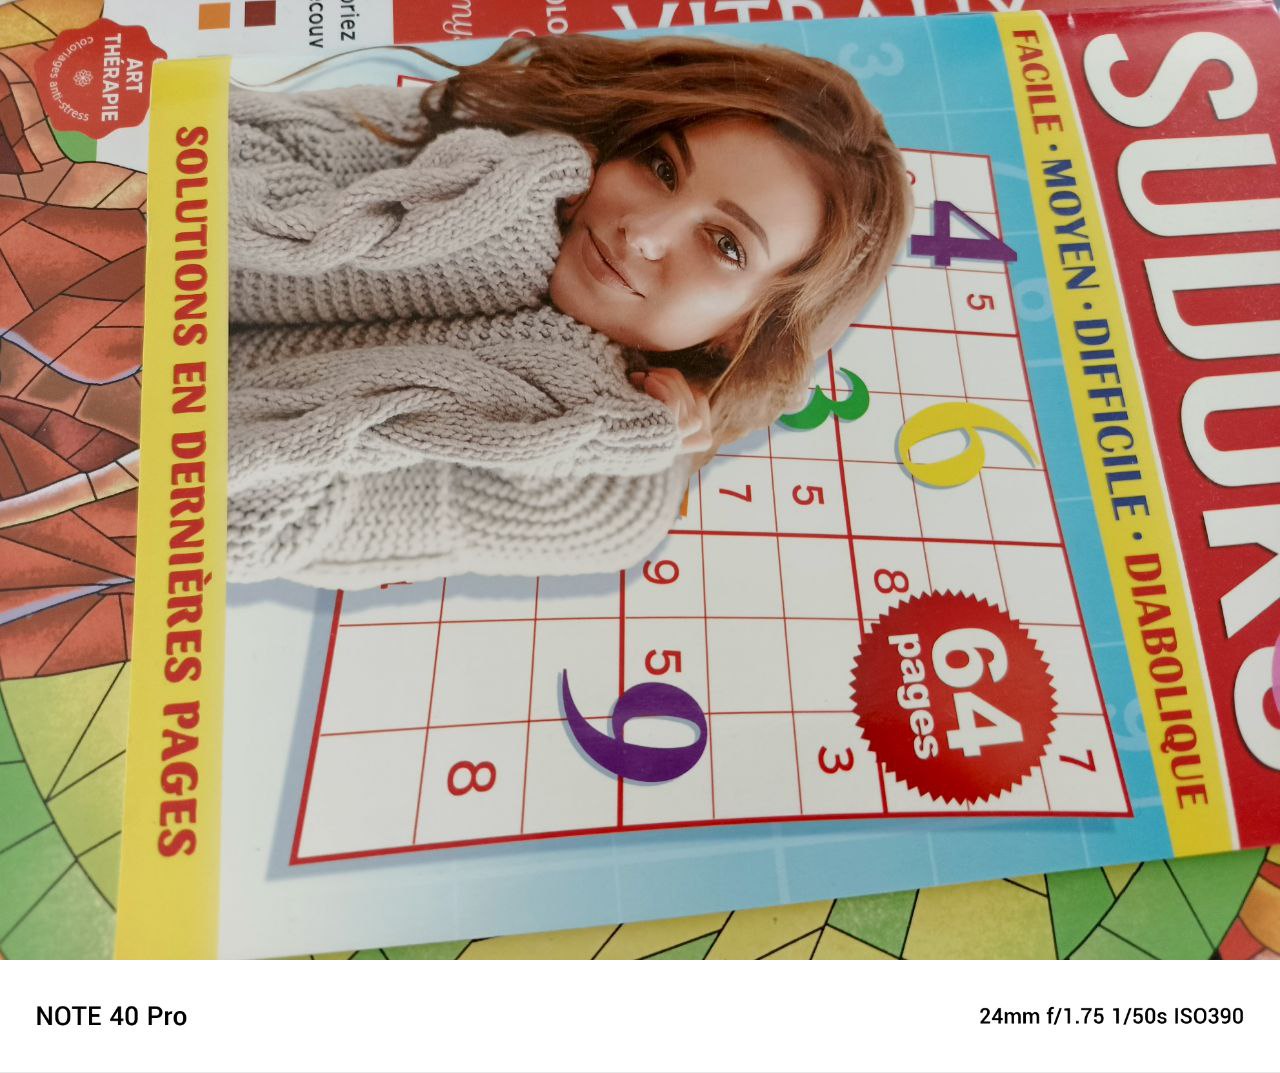 SUDOKU
FACILE • MOYEN • DIFFICILE • DIABOLIQUE
4
5
6
7
64
pages
8
3
5
3
7
9
5
9
8
SOLUTIONS EN DERNIÈRES PAGES
VITRAUX
my
ART
THÉRAPIE
coloriages anti-stress
NOTE 40 Pro
24mm f/1.75 1/50s ISO390